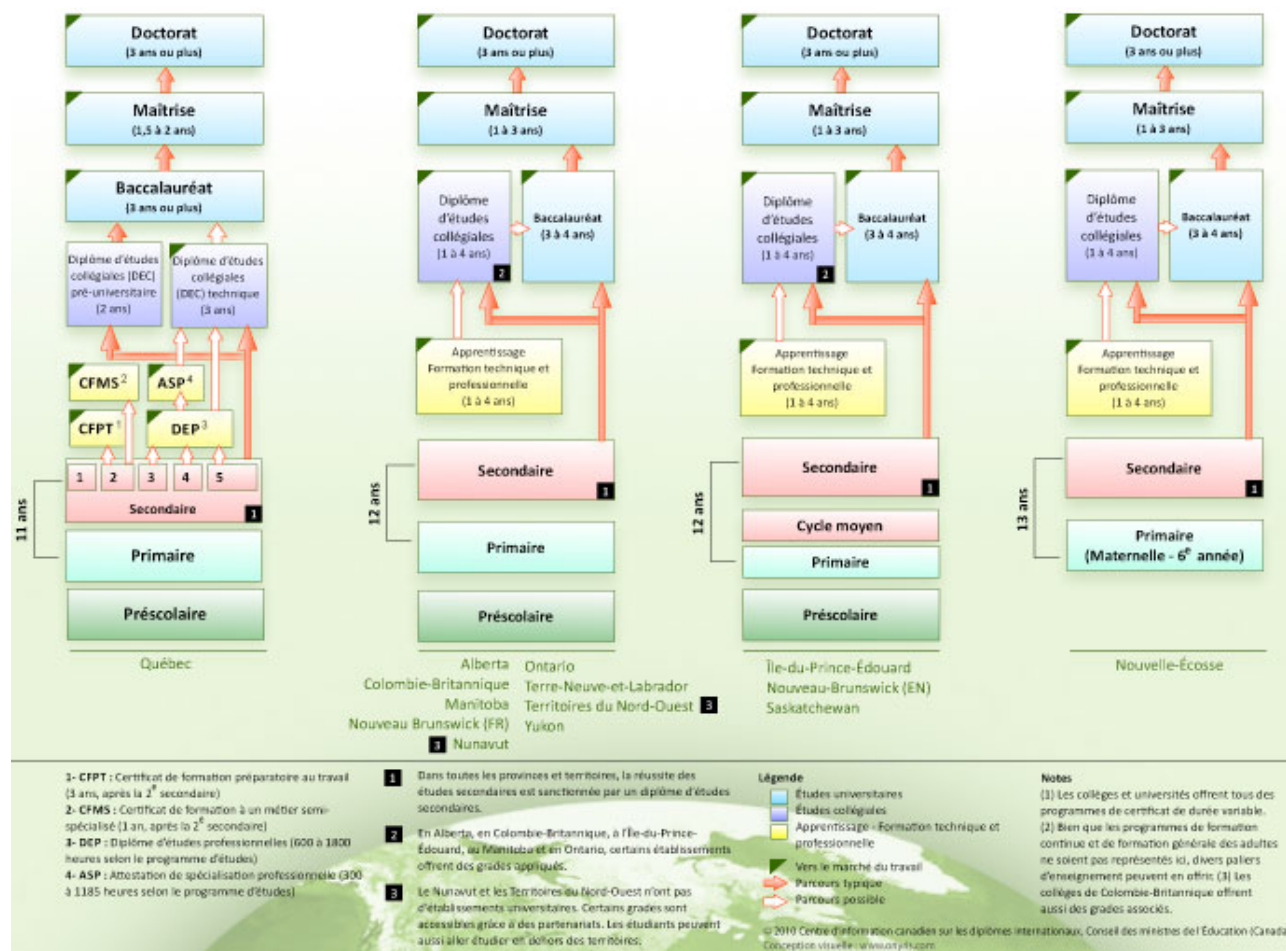 Doctorat
(3 ans ou plus)
Maîtrise
(1,5 à 2 ans)
Baccalauréat
(3 ans ou plus)
Diplôme d'études
collégiales (DEC)
pré-universitaire
(2 ans)
Diplôme d'études
collégiales
(DEC) technique
(3 ans)
CFMS 2
ASP 4
CFPT 1
DEP 3
1 2 3 4 5
Secondaire
1
11 ans
Primaire
Préscolaire
Québec
Doctorat
(3 ans ou plus)
Maîtrise
(1 à 3 ans)
Diplôme
d'études
collégiales
(1 à 4 ans)
2
Baccalauréat
(3 à 4 ans)
Apprentissage
Formation technique et
professionnelle
(1 à 4 ans)
Secondaire
1
12 ans
Primaire
Préscolaire
Alberta
Colombie-Britannique
Manitoba
Nouveau Brunswick (FR)
3 Nunavut
Ontario
Terre-Neuve-et-Labrador
Territoires du Nord-Ouest 3
Yukon
Doctorat
(3 ans ou plus)
Maîtrise
(1 à 3 ans)
Diplôme
d'études
collégiales
(1 à 4 ans)
2
Baccalauréat
(3 à 4 ans)
Apprentissage
Formation technique et
professionnelle
(1 à 4 ans)
Secondaire
1
12 ans
Cycle moyen
Primaire
Préscolaire
Île-du-Prince-Édouard
Nouveau-Brunswick (EN)
Saskatchewan
Doctorat
(3 ans ou plus)
Maîtrise
(1 à 3 ans)
Diplôme
d'études
collégiales
(1 à 4 ans)
Baccalauréat
(3 à 4 ans)
Apprentissage
Formation technique et
professionnelle
(1 à 4 ans)
Secondaire
1
13 ans
Primaire
(Maternelle - 6e année)
Nouvelle-Écosse
1- CFPT : Certificat de formation préparatoire au travail
(3 ans, après la 2e secondaire)
2- CFMS : Certificat de formation à un métier semi-
spécialisé (1 an, après la 2e secondaire)
3- DEP : Diplôme d'études professionelles (600 à 1800
heures selon le programme d'études)
4- ASP : Attestation de spécialisation professionelle (300
à 1185 heures selon le programme d'études)
1 Dans toutes les provinces et territoires, la réussite des
études secondaires est sanctionnée par un diplôme d'études
secondaires.
2 En Alberta, en Colombie-Britannique, à l'Île-du-Prince-
Édouard, au Manitoba et en Ontario, certains établissements
offrent des grades appliqués.
3 Le Nunavut et les Territoires du Nord-Ouest n'ont pas
d'établissements universitaires. Certains grades sont
accessibles grâce à des partenariats. Les étudiants peuvent
aussi aller étudier en dehors des territoires.
Légende
Études universitaires
Études collégiales
Apprentissage - Formation technique et
professionnelle
Vers le marché du travail
Parcours typique
Parcours possible
Notes
(1) Les collèges et universités offrent tous des
programmes de certificat de durée variable.
(2) Bien que les programmes de formation
continue et de formation générale des adultes
ne soient pas représentés ici, divers paliers
d'enseignement peuvent en offrir. (3) Les
collèges de Colombie-Britannique offrent
aussi des grades associés.
© 2010 Centre d'information canadien sur les diplômes internationaux, Conseil des ministres de l'Éducation (Canada)
Conception visuelle :